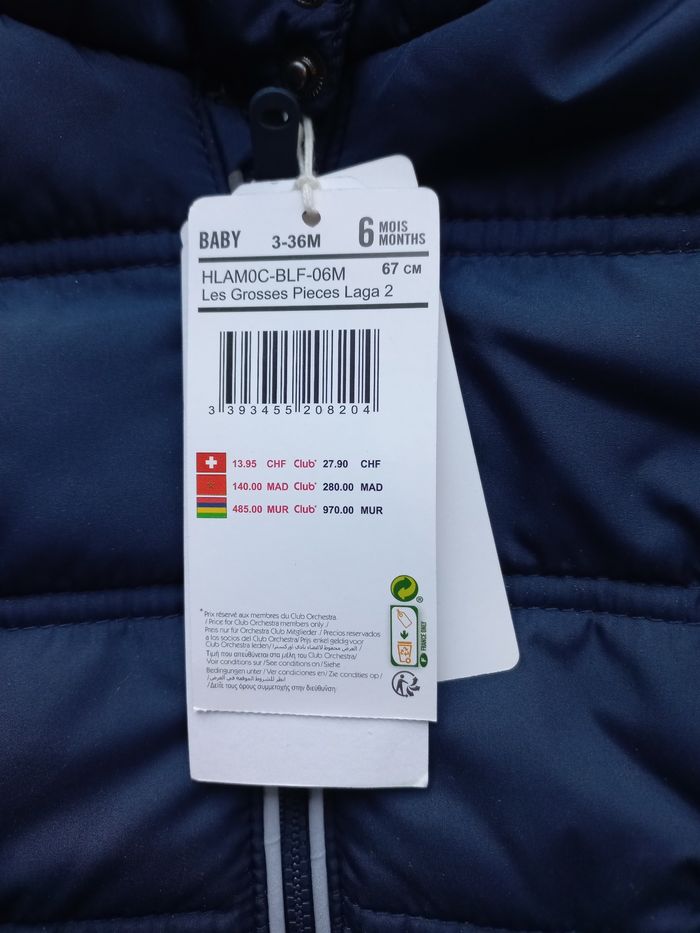 BABY 3-36M 6 MOIS MONTHS
HLAM0C-BLF-06M 67 CM
Les Grosses Pieces Laga 2
3 393455 208204
13.95 CHF Club* 27.90 CHF
140.00 MAD Club* 280.00 MAD
485.00 MUR Club* 970.00 MUR
*Prix réservé aux membres du Club Orchestra.
/ Price for Club Orchestra members only ./
Preis nur für Orchestra Club Mitglieder / Precios reservados
a los socios del Club Orchestra/ Prijs enkel geldig voor
Club Orchestra leden/
Τιμή που απευθύνεται στα μέλη του Club Orchestra/
Voir conditions sur / See conditions on / Siehe
Bedingungen unter / Ver condiciones en/ Zie condities op /
/Δείτε τους όρους συμμετοχής στην διεύθυνση/
®
FRANCE ONLY